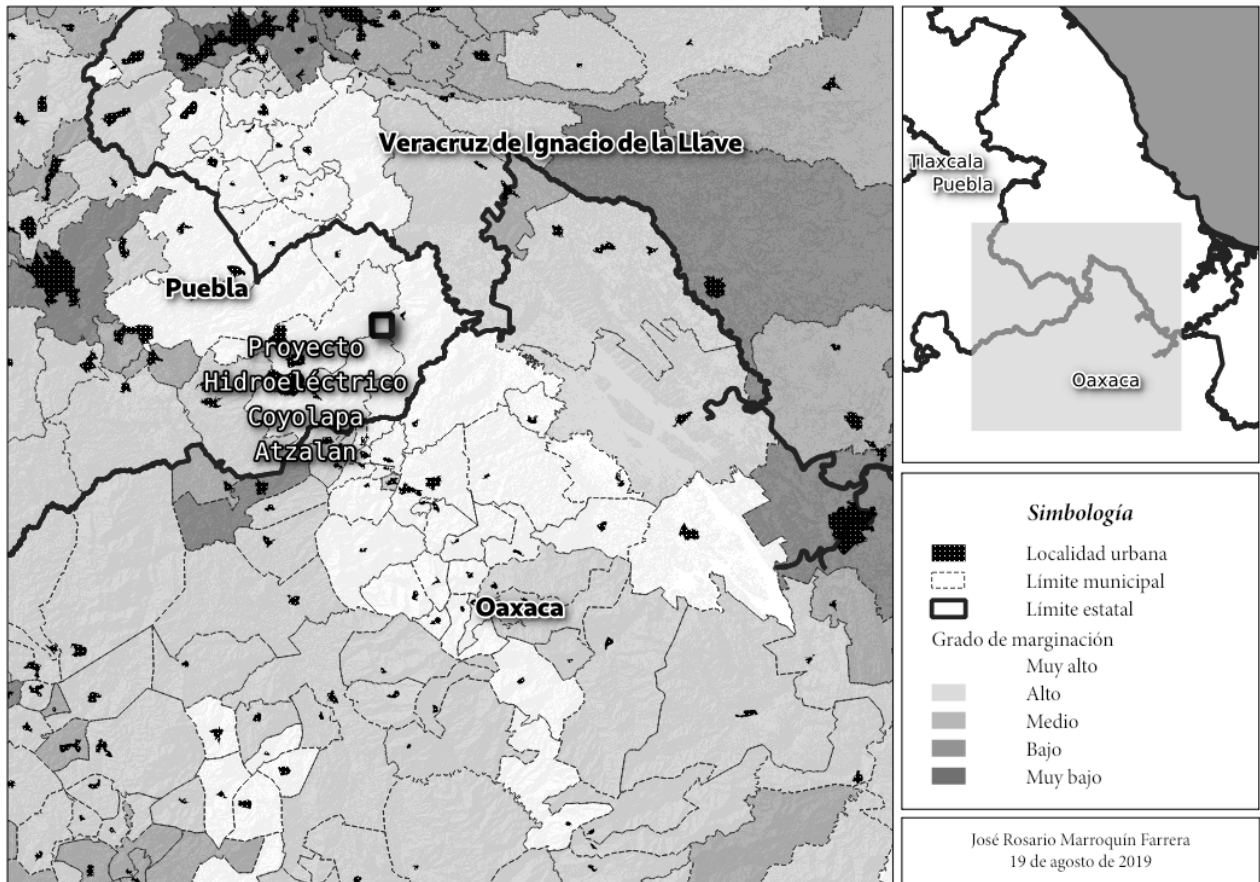 Veracruz de Ignacio de la Llave
Puebla
Proyecto
Hidroeléctrico
Coyolapa
Atzalan
Oaxaca
Tlaxcala
Puebla
Oaxaca
Simbología
Localidad urbana
Límite municipal
Límite estatal
Grado de marginación
Muy alto
Alto
Medio
Bajo
Muy bajo
José Rosario Marroquín Farrera
19 de agosto de 2019